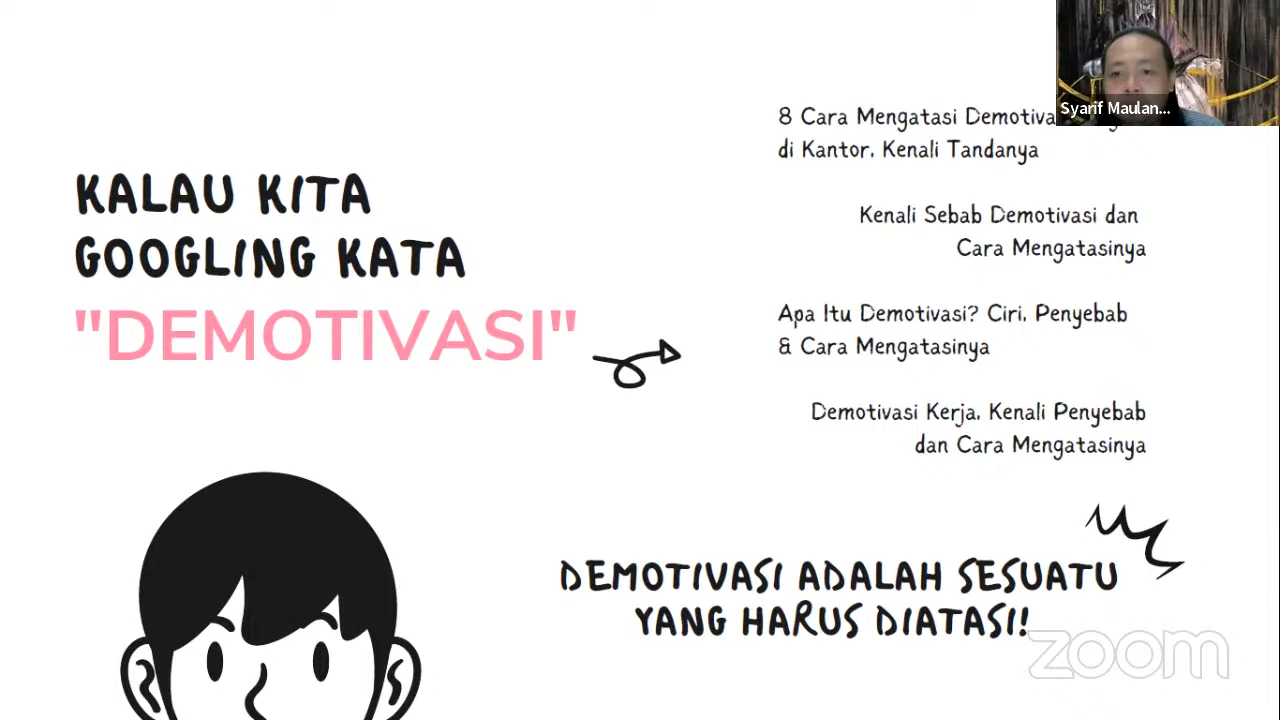 KALAU KITA
GOOGLING KATA
"DEMOTIVASI"
8 Cara Mengatasi
di Kantor, Kenali Tandanya
Kenali Sebab Demotivasi dan
Cara Mengatasinya
Apa Itu Demotivasi? Ciri, Penyebab
& Cara Mengatasinya
Demotivasi Kerja, Kenali Penyebab
dan Cara Mengatasinya
DEMOTIVASI ADALAH SESUATU
YANG HARUS DIATASI!
Syarif Maulan...
zoom